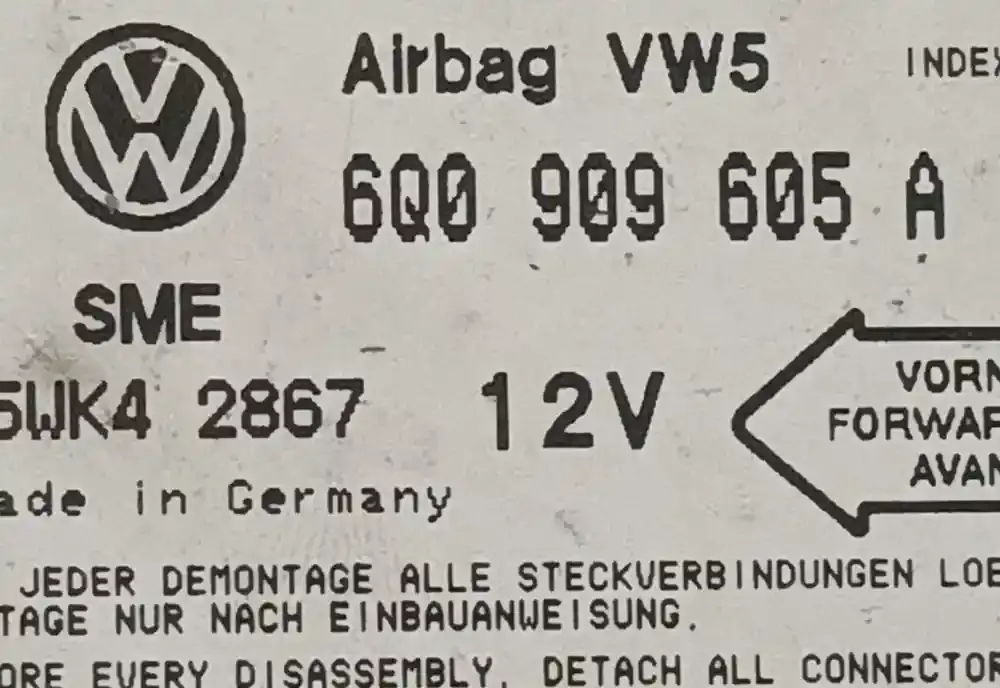 Airbag VW5 INDEX
6Q0 909 605 A
SME
5WK4 2867 12V
VORN
FORWAR
AVAN
ade in Germany
JEDER DEMONTAGE ALLE STECKVERBINDUNGEN LOE
TAGE NUR NACH EINBAUANWEISUNG.
ORE EVERY DISASSEMBLY, DETACH ALL CONNECTOR